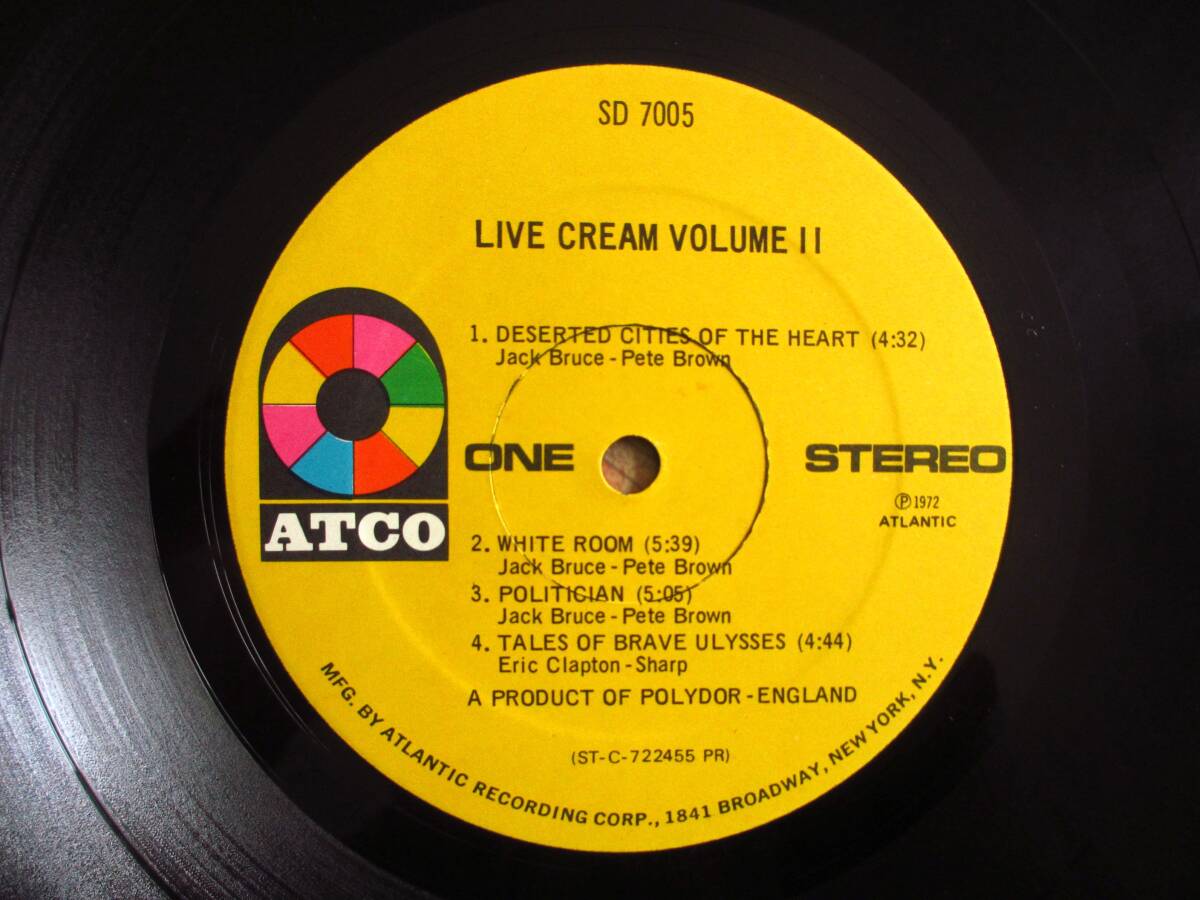 SD 7005
LIVE CREAM VOLUME II
1. DESERTED CITIES OF THE HEART (4:32)
Jack Bruce - Pete Brown
ONE
STEREO
Ⓟ 1972
ATLANTIC
ATCO
2. WHITE ROOM (5:39)
Jack Bruce - Pete Brown
3. POLITICIAN (5:05)
Jack Bruce - Pete Brown
4. TALES OF BRAVE ULYSSES (4:44)
Eric Clapton - Sharp
A PRODUCT OF POLYDOR - ENGLAND
(ST-C-722455 PR)
MFG. BY ATLANTIC RECORDING CORP., 1841 BROADWAY, NEW YORK, N.Y.